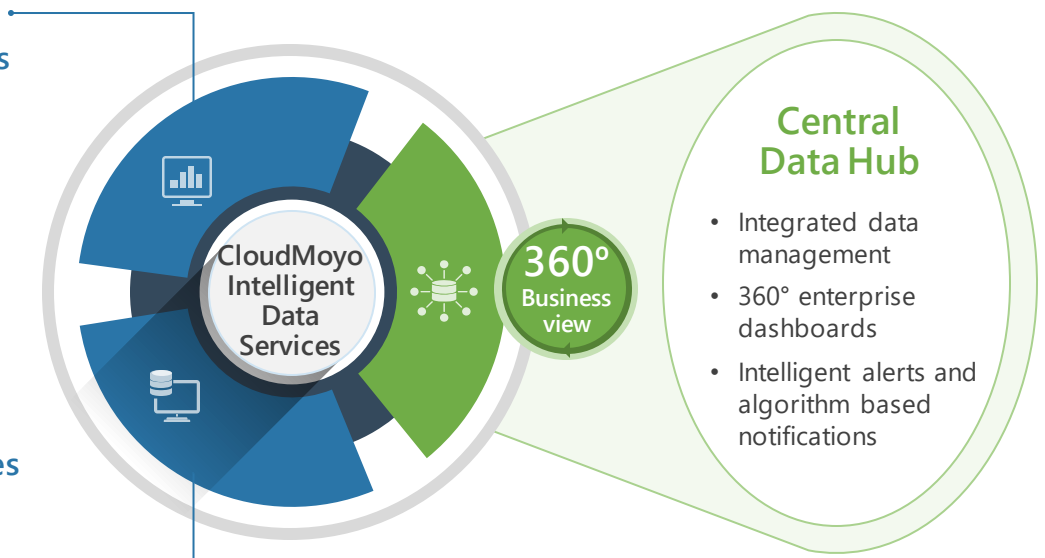 CloudMoyo
Intelligent
Data
Services
360º
Business
view
Central
Data Hub
• Integrated data
management
• 360° enterprise
dashboards
• Intelligent alerts and
algorithm based
notifications